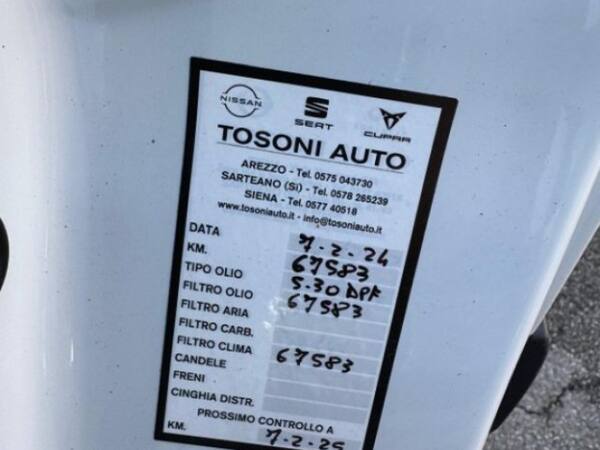 NISSAN SEAT CUPRA
TOSONI AUTO
AREZZO - Tel. 0575 043730
SARTEANO (Si) - Tel. 0578 265239
SIENA - Tel. 0577 40518
www.tosoniauto.it - info@tosoniauto.it
DATA 7-2-24
KM. 67583
TIPO OLIO 5-30 DPF
FILTRO OLIO 67583
FILTRO ARIA
FILTRO CARB.
FILTRO CLIMA 67583
CANDELE
FRENI
CINGHIA DISTR.
PROSSIMO CONTROLLO A
KM. 7-2-25